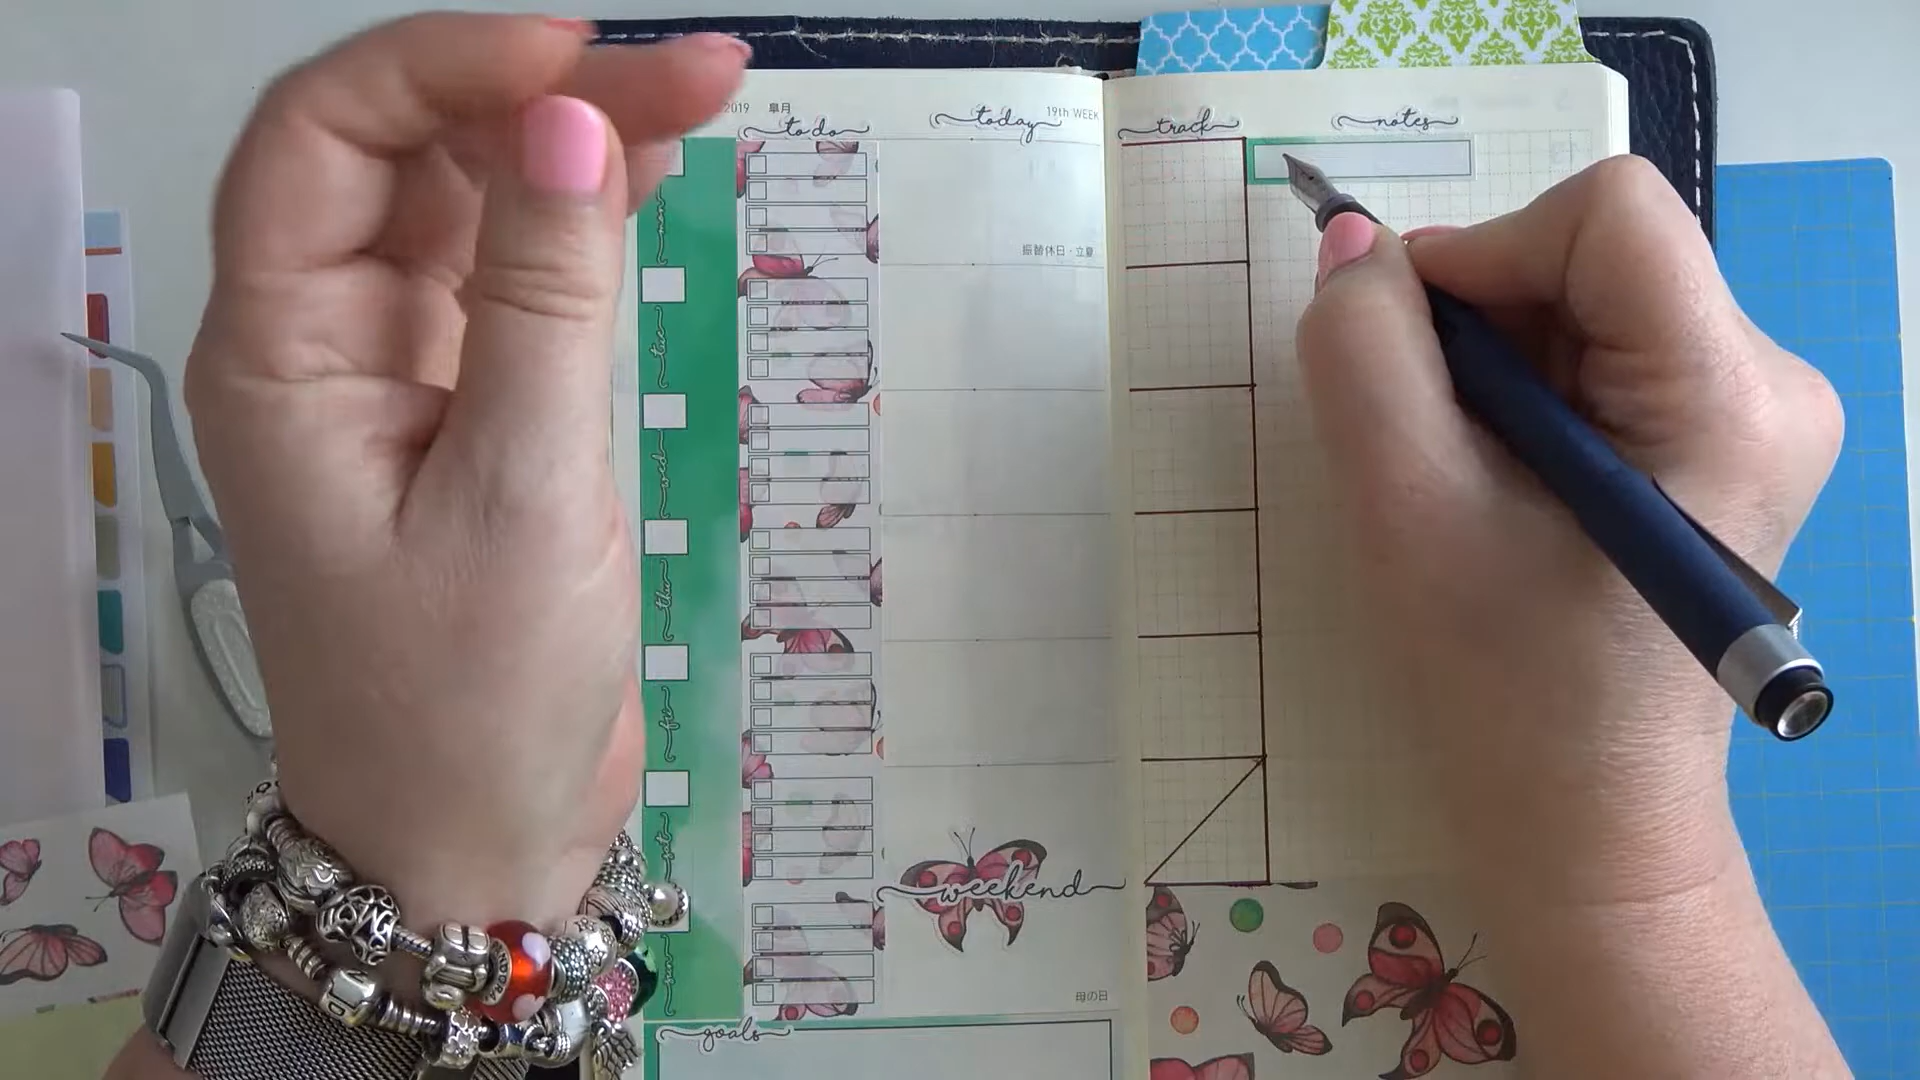 2019 皐月
19th WEEK
to do
today
track
notes
mon
振替休日・立夏
tue
wed
thu
fri
sat
weekend
sun
母の日
goals